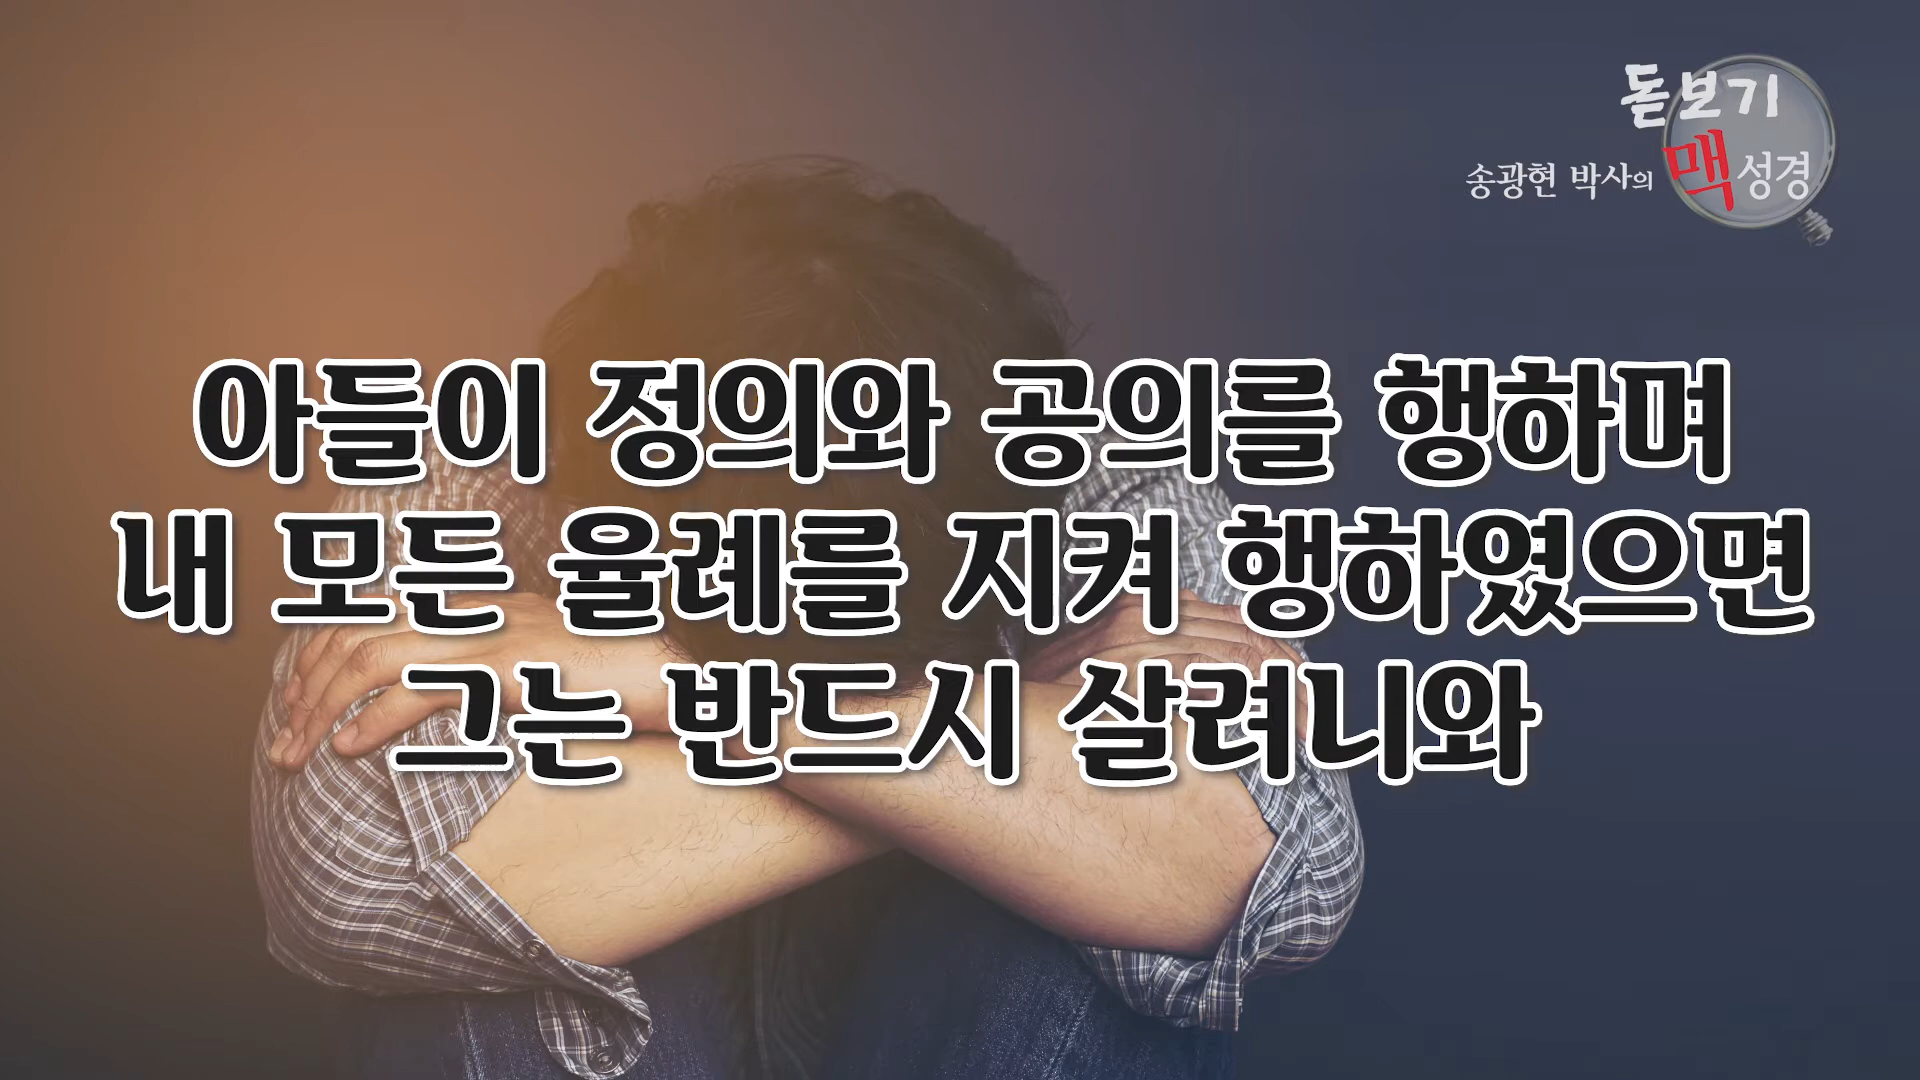 돋보기
송광현 박사의 맥성경
아들이 정의와 공의를 행하며
내 모든 율례를 지켜 행하였으면
그는 반드시 살려니와